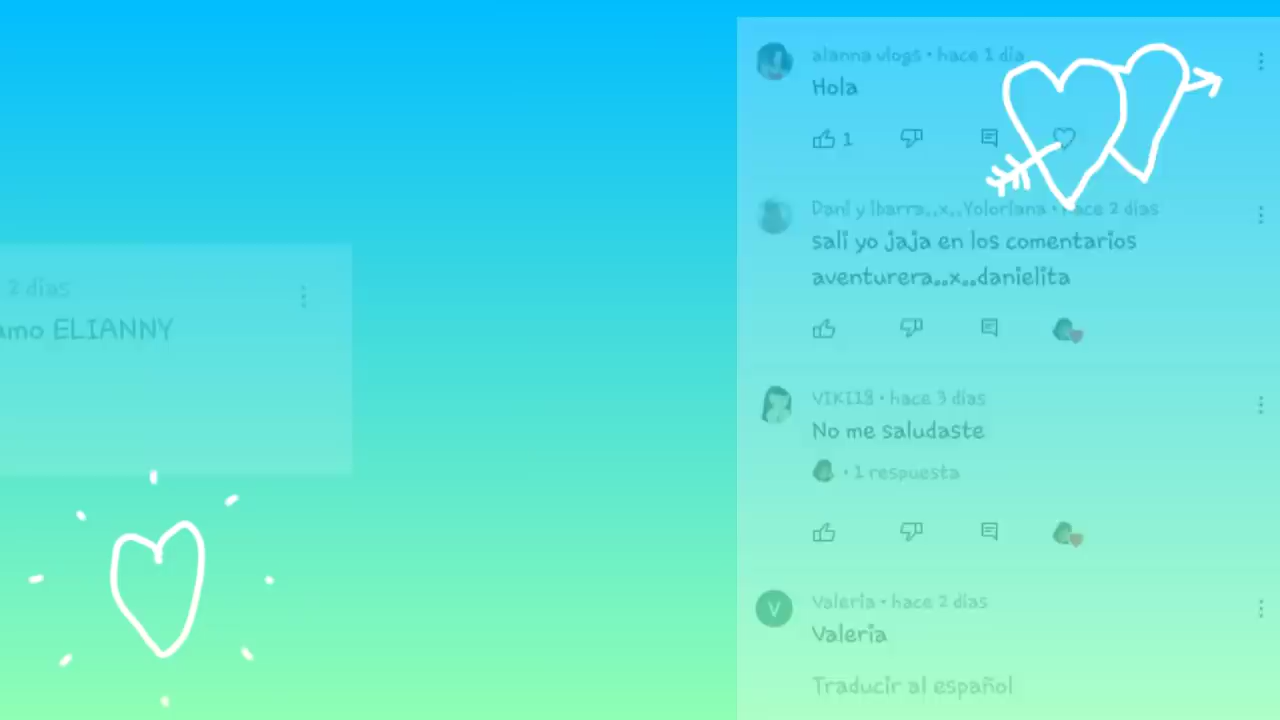 2 días
amo ELIANNY
alanna vlogs • hace 1 día
Hola
1
Dani y Ibarra..x..Yoloriana • hace 2 días
sali yo jaja en los comentarios
aventurera..x..danielita
VIKI18 • hace 3 días
No me saludaste
• 1 respuesta
V
Valeria • hace 2 días
Valeria
Traducir al español